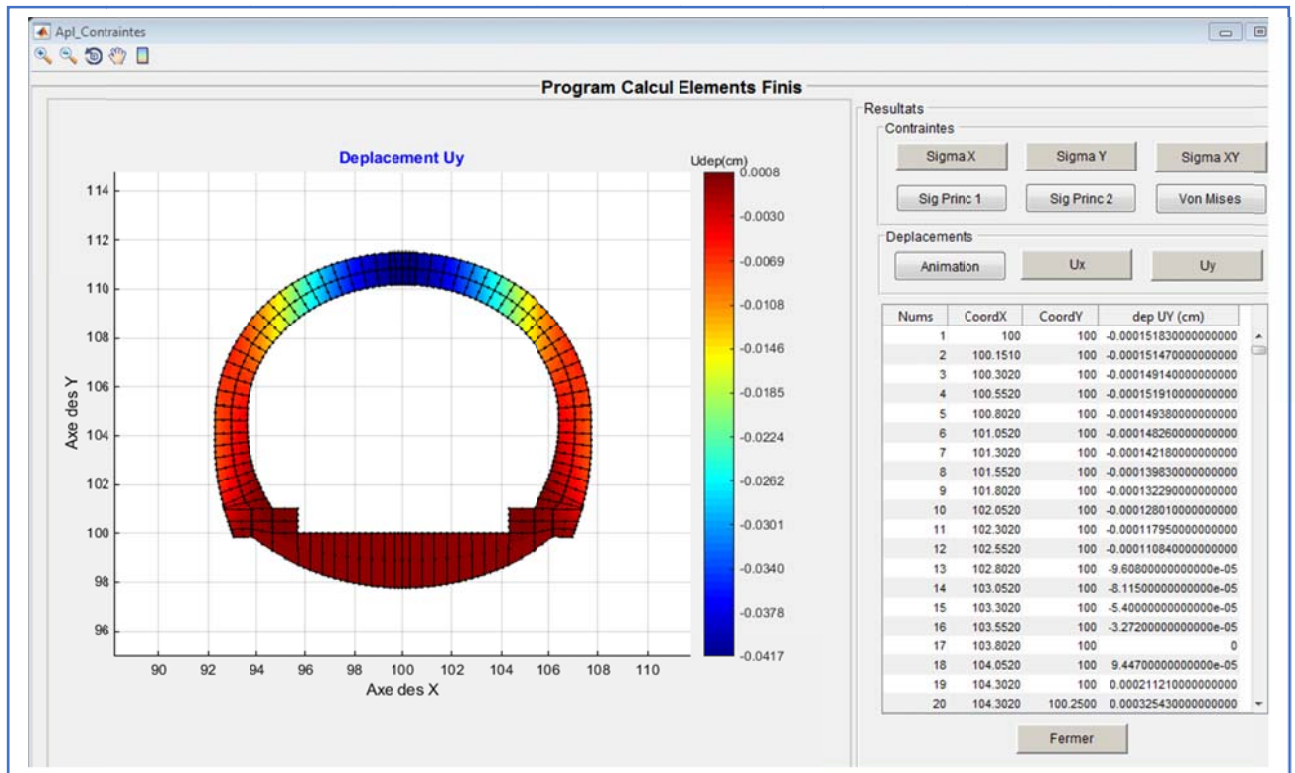 Apl_Contraintes
Program Calcul Elements Finis
Deplacement Uy
Udep(cm)
0.0008
-0.0030
-0.0069
-0.0108
-0.0146
-0.0185
-0.0224
-0.0262
-0.0301
-0.0340
-0.0378
-0.0417
114
112
110
108
106
104
102
100
98
96
Axe des Y
90 92 94 96 98 100 102 104 106 108 110
Axe des X
Resultats
Contraintes
SigmaX Sigma Y Sigma XY
Sig Princ 1 Sig Princ 2 Von Mises
Deplacements
Animation Ux Uy
Nums CoordX CoordY dep UY (cm)
1 100 100 -0.000151830000000000
2 100.1510 100 -0.000151470000000000
3 100.3020 100 -0.000149140000000000
4 100.5520 100 -0.000151910000000000
5 100.8020 100 -0.000149380000000000
6 101.0520 100 -0.000148260000000000
7 101.3020 100 -0.000142180000000000
8 101.5520 100 -0.000139830000000000
9 101.8020 100 -0.000132290000000000
10 102.0520 100 -0.000128010000000000
11 102.3020 100 -0.000117950000000000
12 102.5520 100 -0.000110840000000000
13 102.8020 100 -9.60800000000000e-05
14 103.0520 100 -8.11500000000000e-05
15 103.3020 100 -5.40000000000000e-05
16 103.5520 100 -3.27200000000000e-05
17 103.8020 100 0
18 104.0520 100 9.44700000000000e-05
19 104.3020 100 0.000211210000000000
20 104.3020 100.2500 0.000325430000000000
Fermer